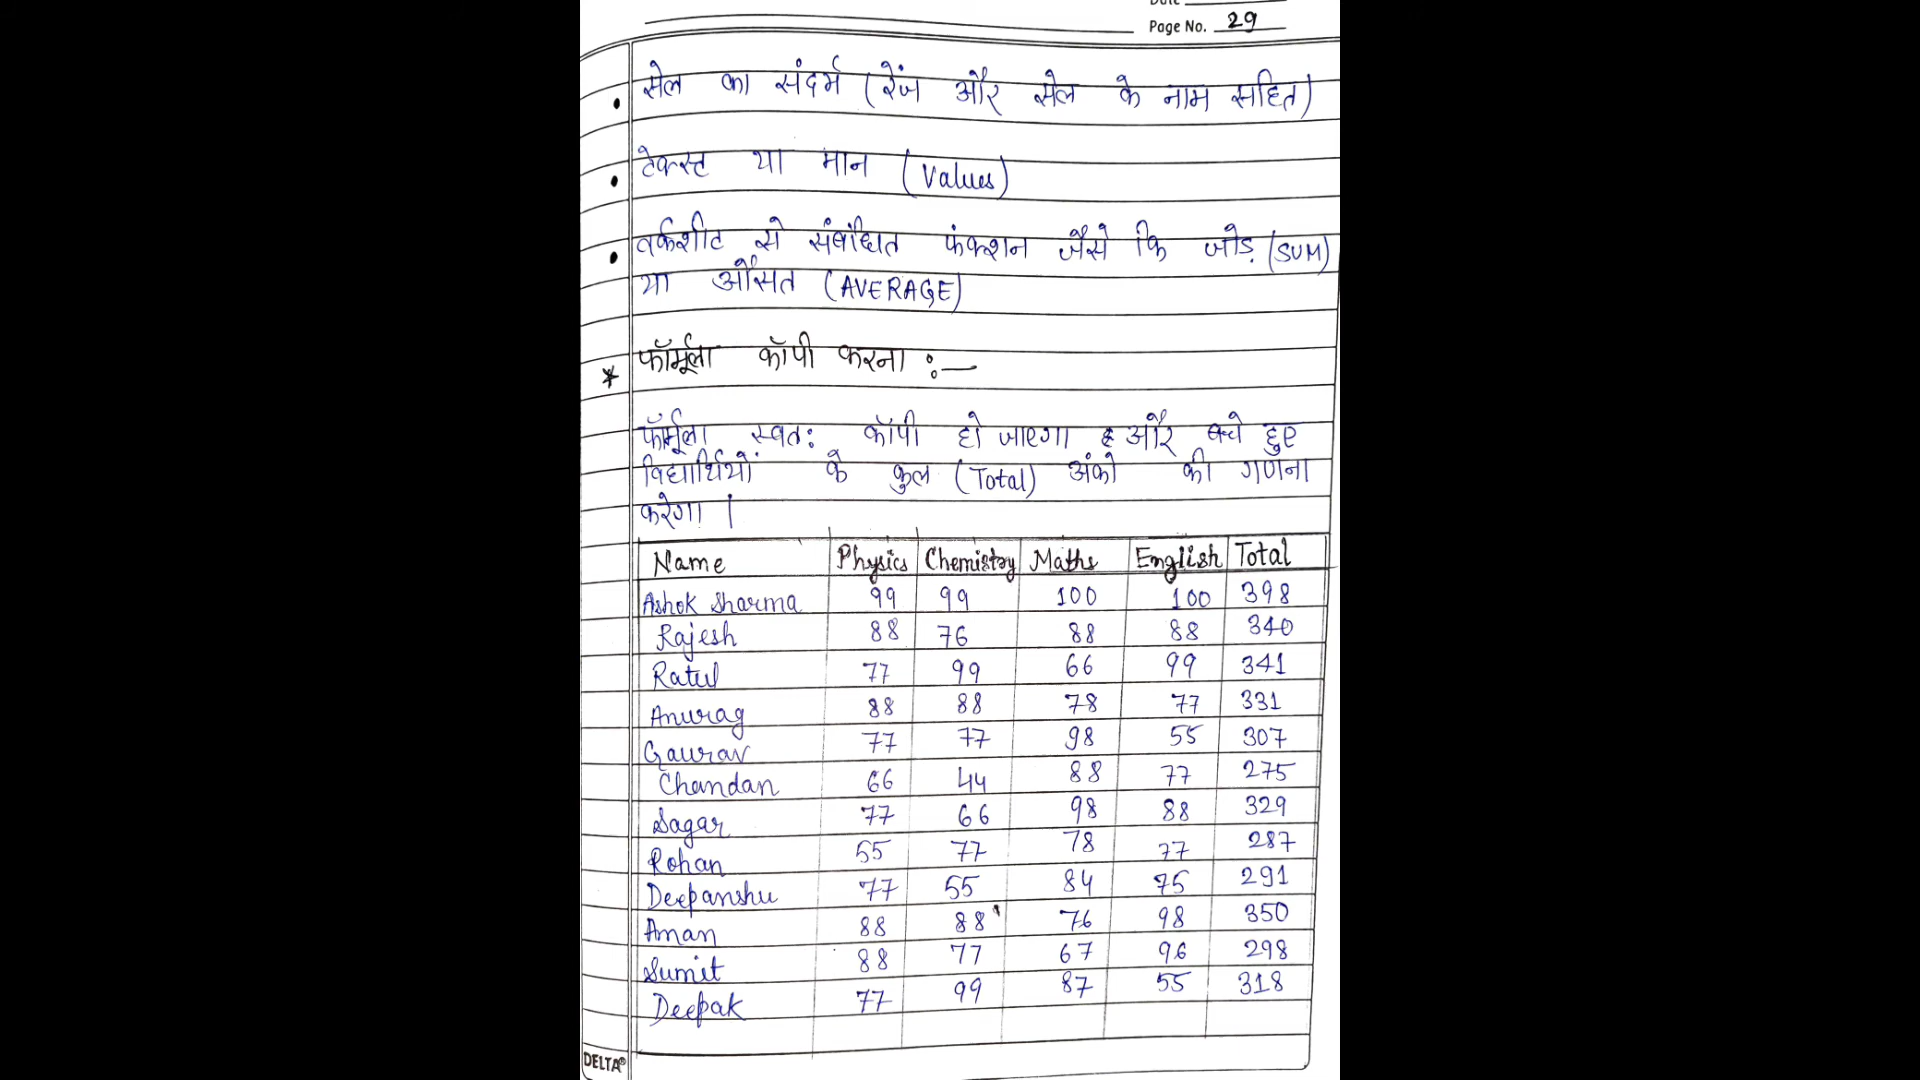 Page No. 29
सेल का संदर्भ (रेंज और सेल के नाम सहित)
टेक्स्ट या मान (Values)
वर्कशीट से संबंधित फंक्शन जैसे कि जोड़ (SUM)
या औसत (AVERAGE)
* फॉर्मूला कॉपी करना :—
फॉर्मूला स्वतः कॉपी हो जाएगा और बचे हुए
विद्यार्थियों के कुल (Total) अंको की गणना
करेगा |
Name Physics Chemistry Maths English Total
Ashok Sharma 99 99 100 100 398
Rajesh 88 76 88 88 340
Ratul 77 99 66 99 341
Anurag 88 88 78 77 331
Gaurav 77 77 98 55 307
Chandan 66 44 88 77 275
Sagar 77 66 98 88 329
Rohan 55 77 78 77 287
Deepanshu 77 55 84 75 291
Aman 88 88 76 98 350
Sumit 88 77 67 96 298
Deepak 77 99 87 55 318
DELTA®